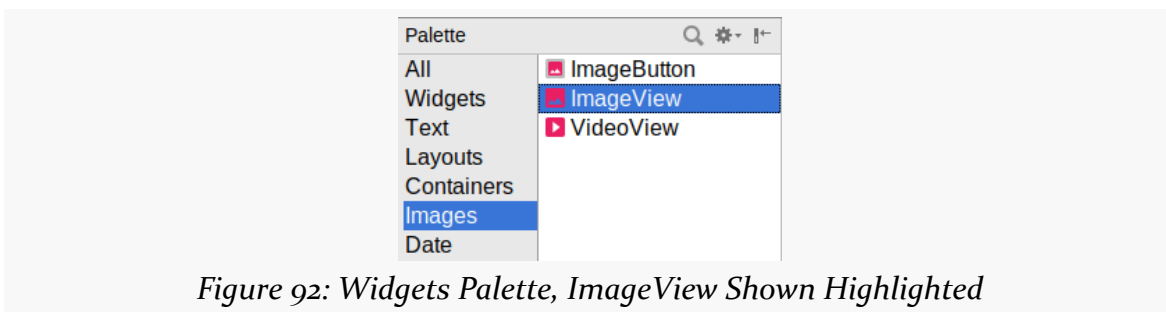 Palette
All
Widgets
Text
Layouts
Containers
Images
Date
ImageButton
ImageView
VideoView
Figure 92: Widgets Palette, ImageView Shown Highlighted